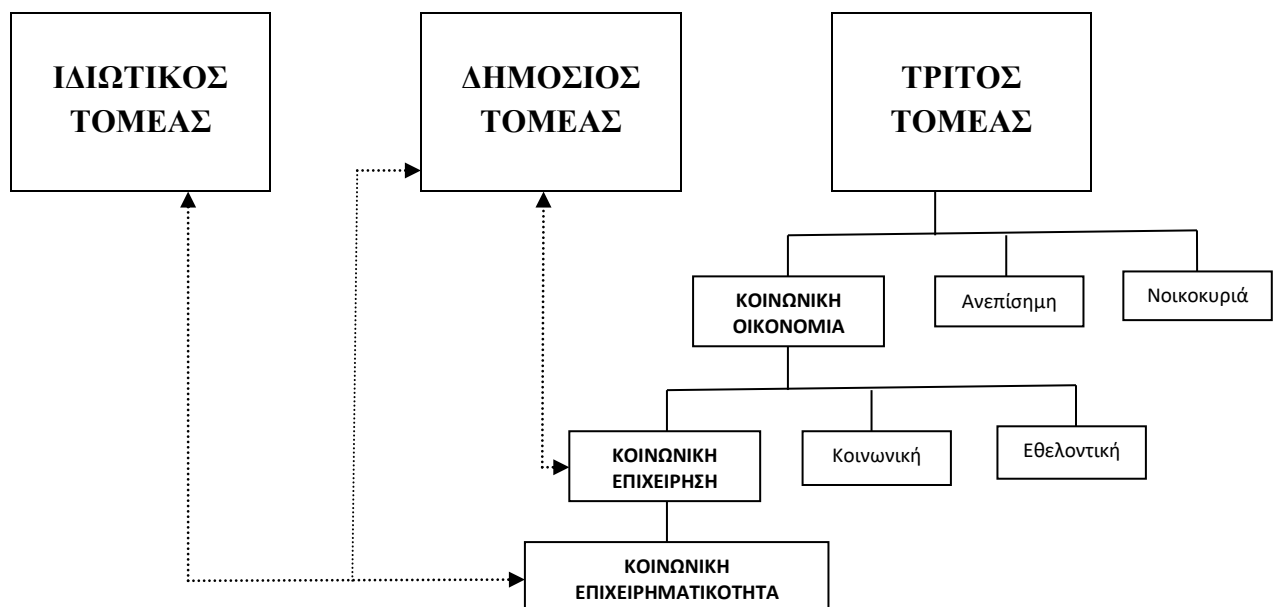 ΙΔΙΩΤΙΚΟΣ
ΤΟΜΕΑΣ
ΔΗΜΟΣΙΟΣ
ΤΟΜΕΑΣ
ΤΡΙΤΟΣ
ΤΟΜΕΑΣ
ΚΟΙΝΩΝΙΚΗ
ΟΙΚΟΝΟΜΙΑ
Ανεπίσημη
Νοικοκυριά
ΚΟΙΝΩΝΙΚΗ
ΕΠΙΧΕΙΡΗΣΗ
Κοινωνική
Εθελοντική
ΚΟΙΝΩΝΙΚΗ
ΕΠΙΧΕΙΡΗΜΑΤΙΚΟΤΗΤΑ